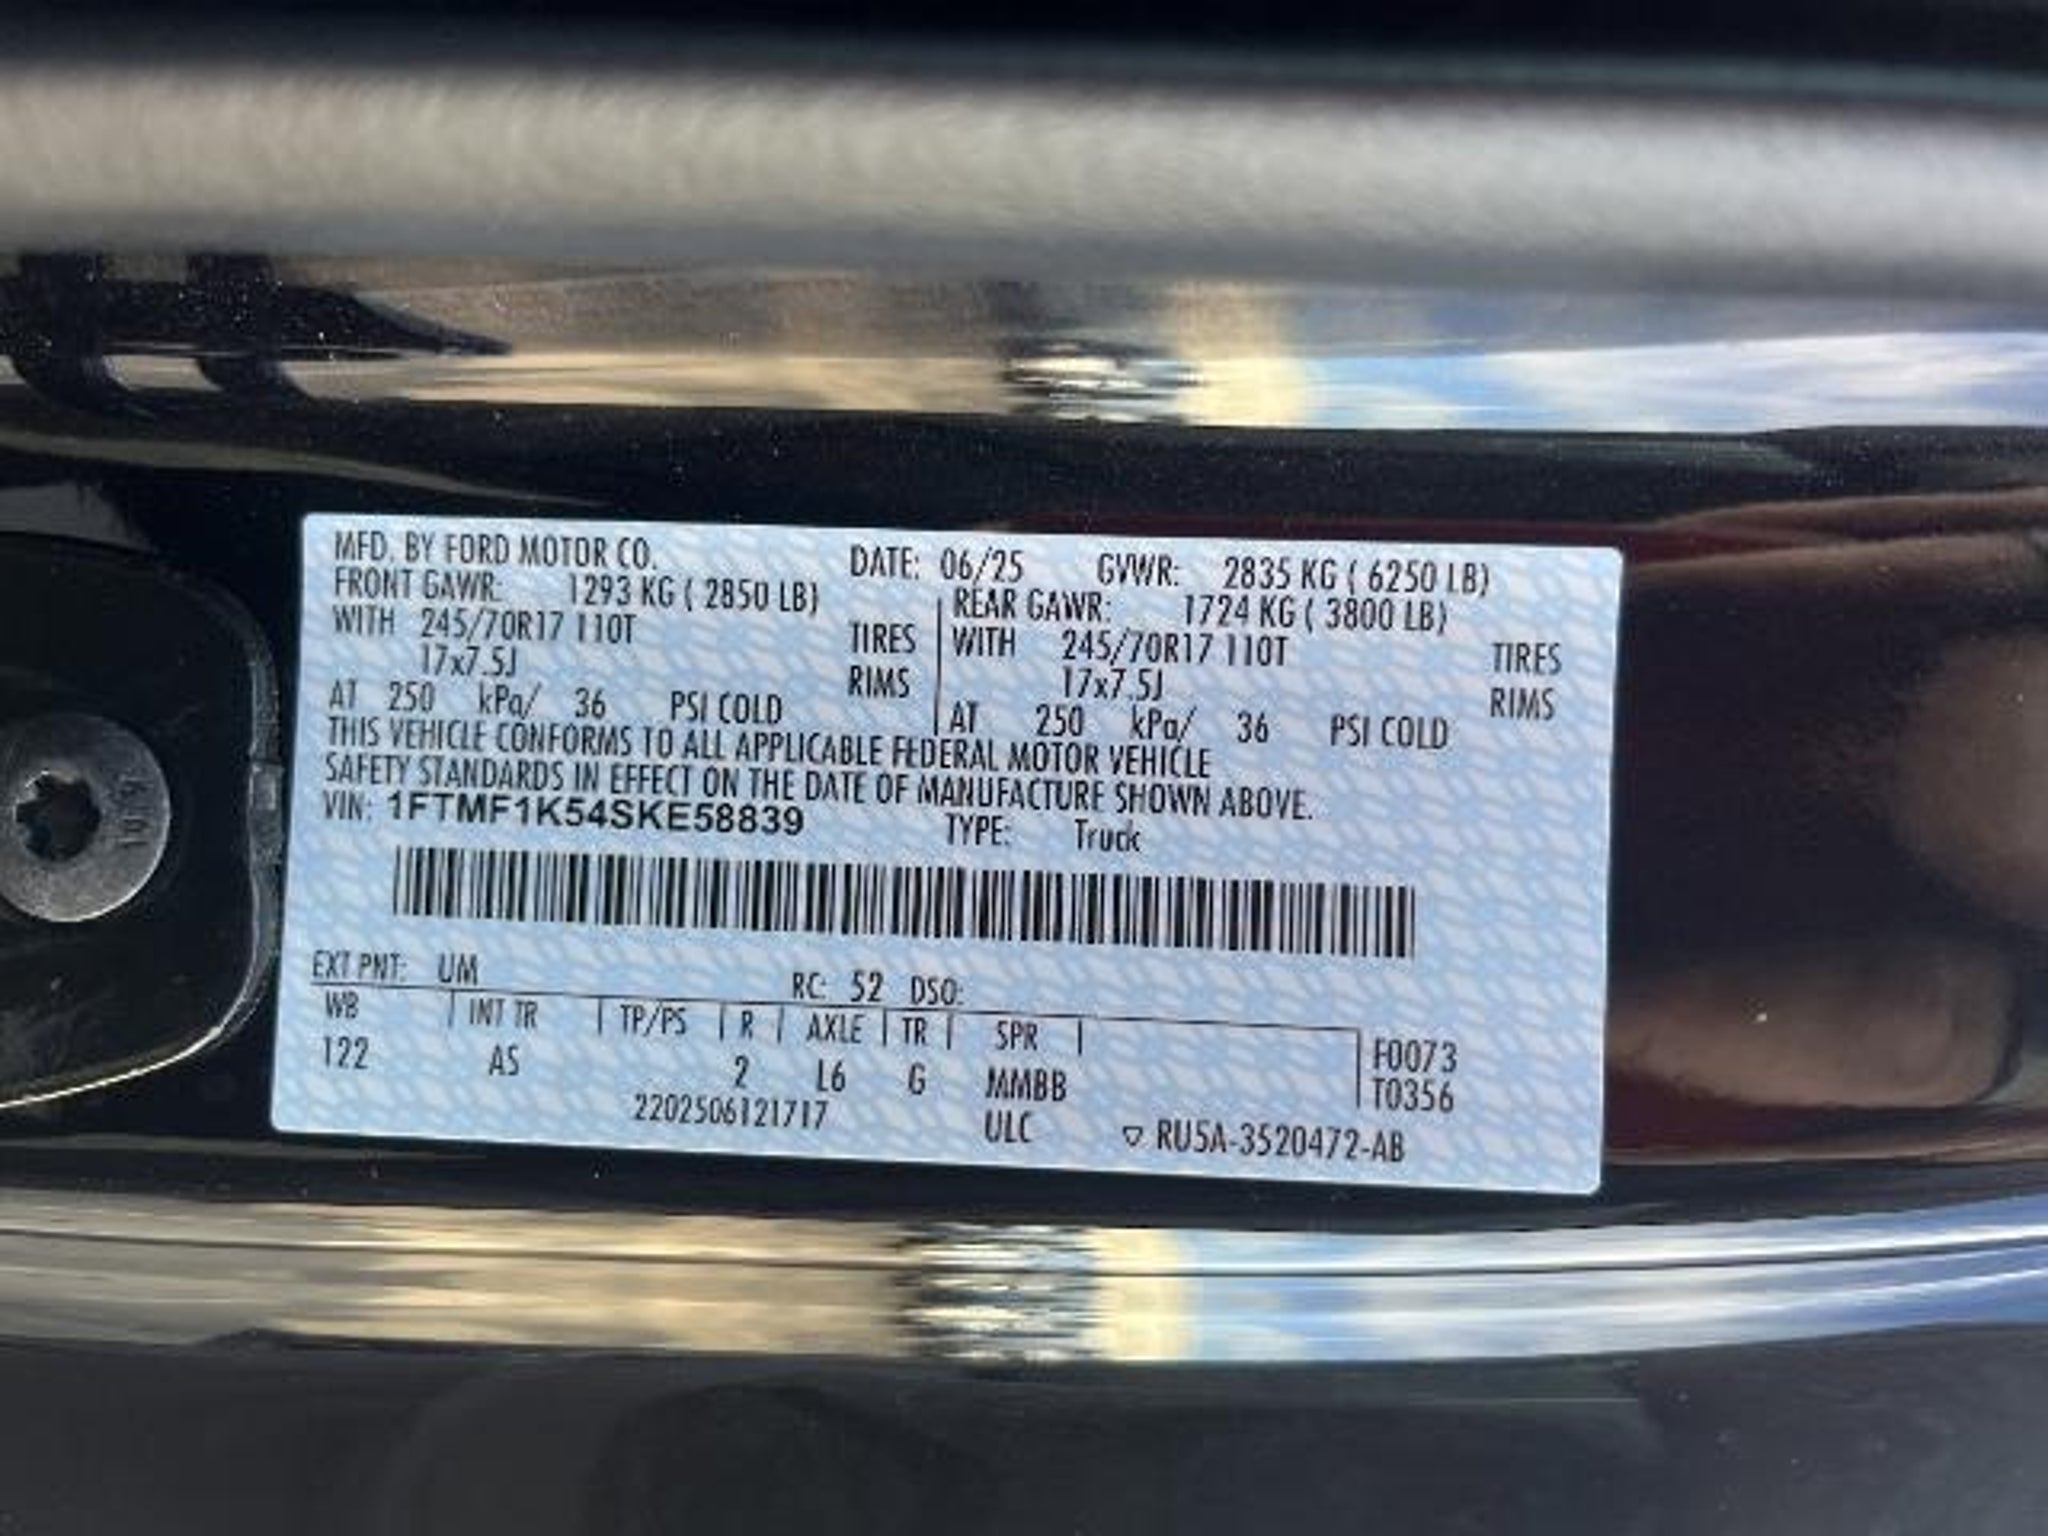 MFD. BY FORD MOTOR CO. DATE: 06/25 GVWR: 2835 KG ( 6250 LB)
FRONT GAWR: 1293 KG ( 2850 LB) REAR GAWR: 1724 KG ( 3800 LB)
WITH 245/70R17 110T TIRES WITH 245/70R17 110T TIRES
17x7.5J RIMS 17x7.5J RIMS
AT 250 kPa/ 36 PSI COLD AT 250 kPa/ 36 PSI COLD
THIS VEHICLE CONFORMS TO ALL APPLICABLE FEDERAL MOTOR VEHICLE
SAFETY STANDARDS IN EFFECT ON THE DATE OF MANUFACTURE SHOWN ABOVE.
VIN: 1FTMF1K54SKE58839 TYPE: Truck
EXT PNT: UM RC: 52 DSO:
WB INT TR TP/PS R AXLE TR SPR F0073
122 AS 2 L6 G MMBB T0356
2202506121717 ULC ▽ RU5A-3520472-AB